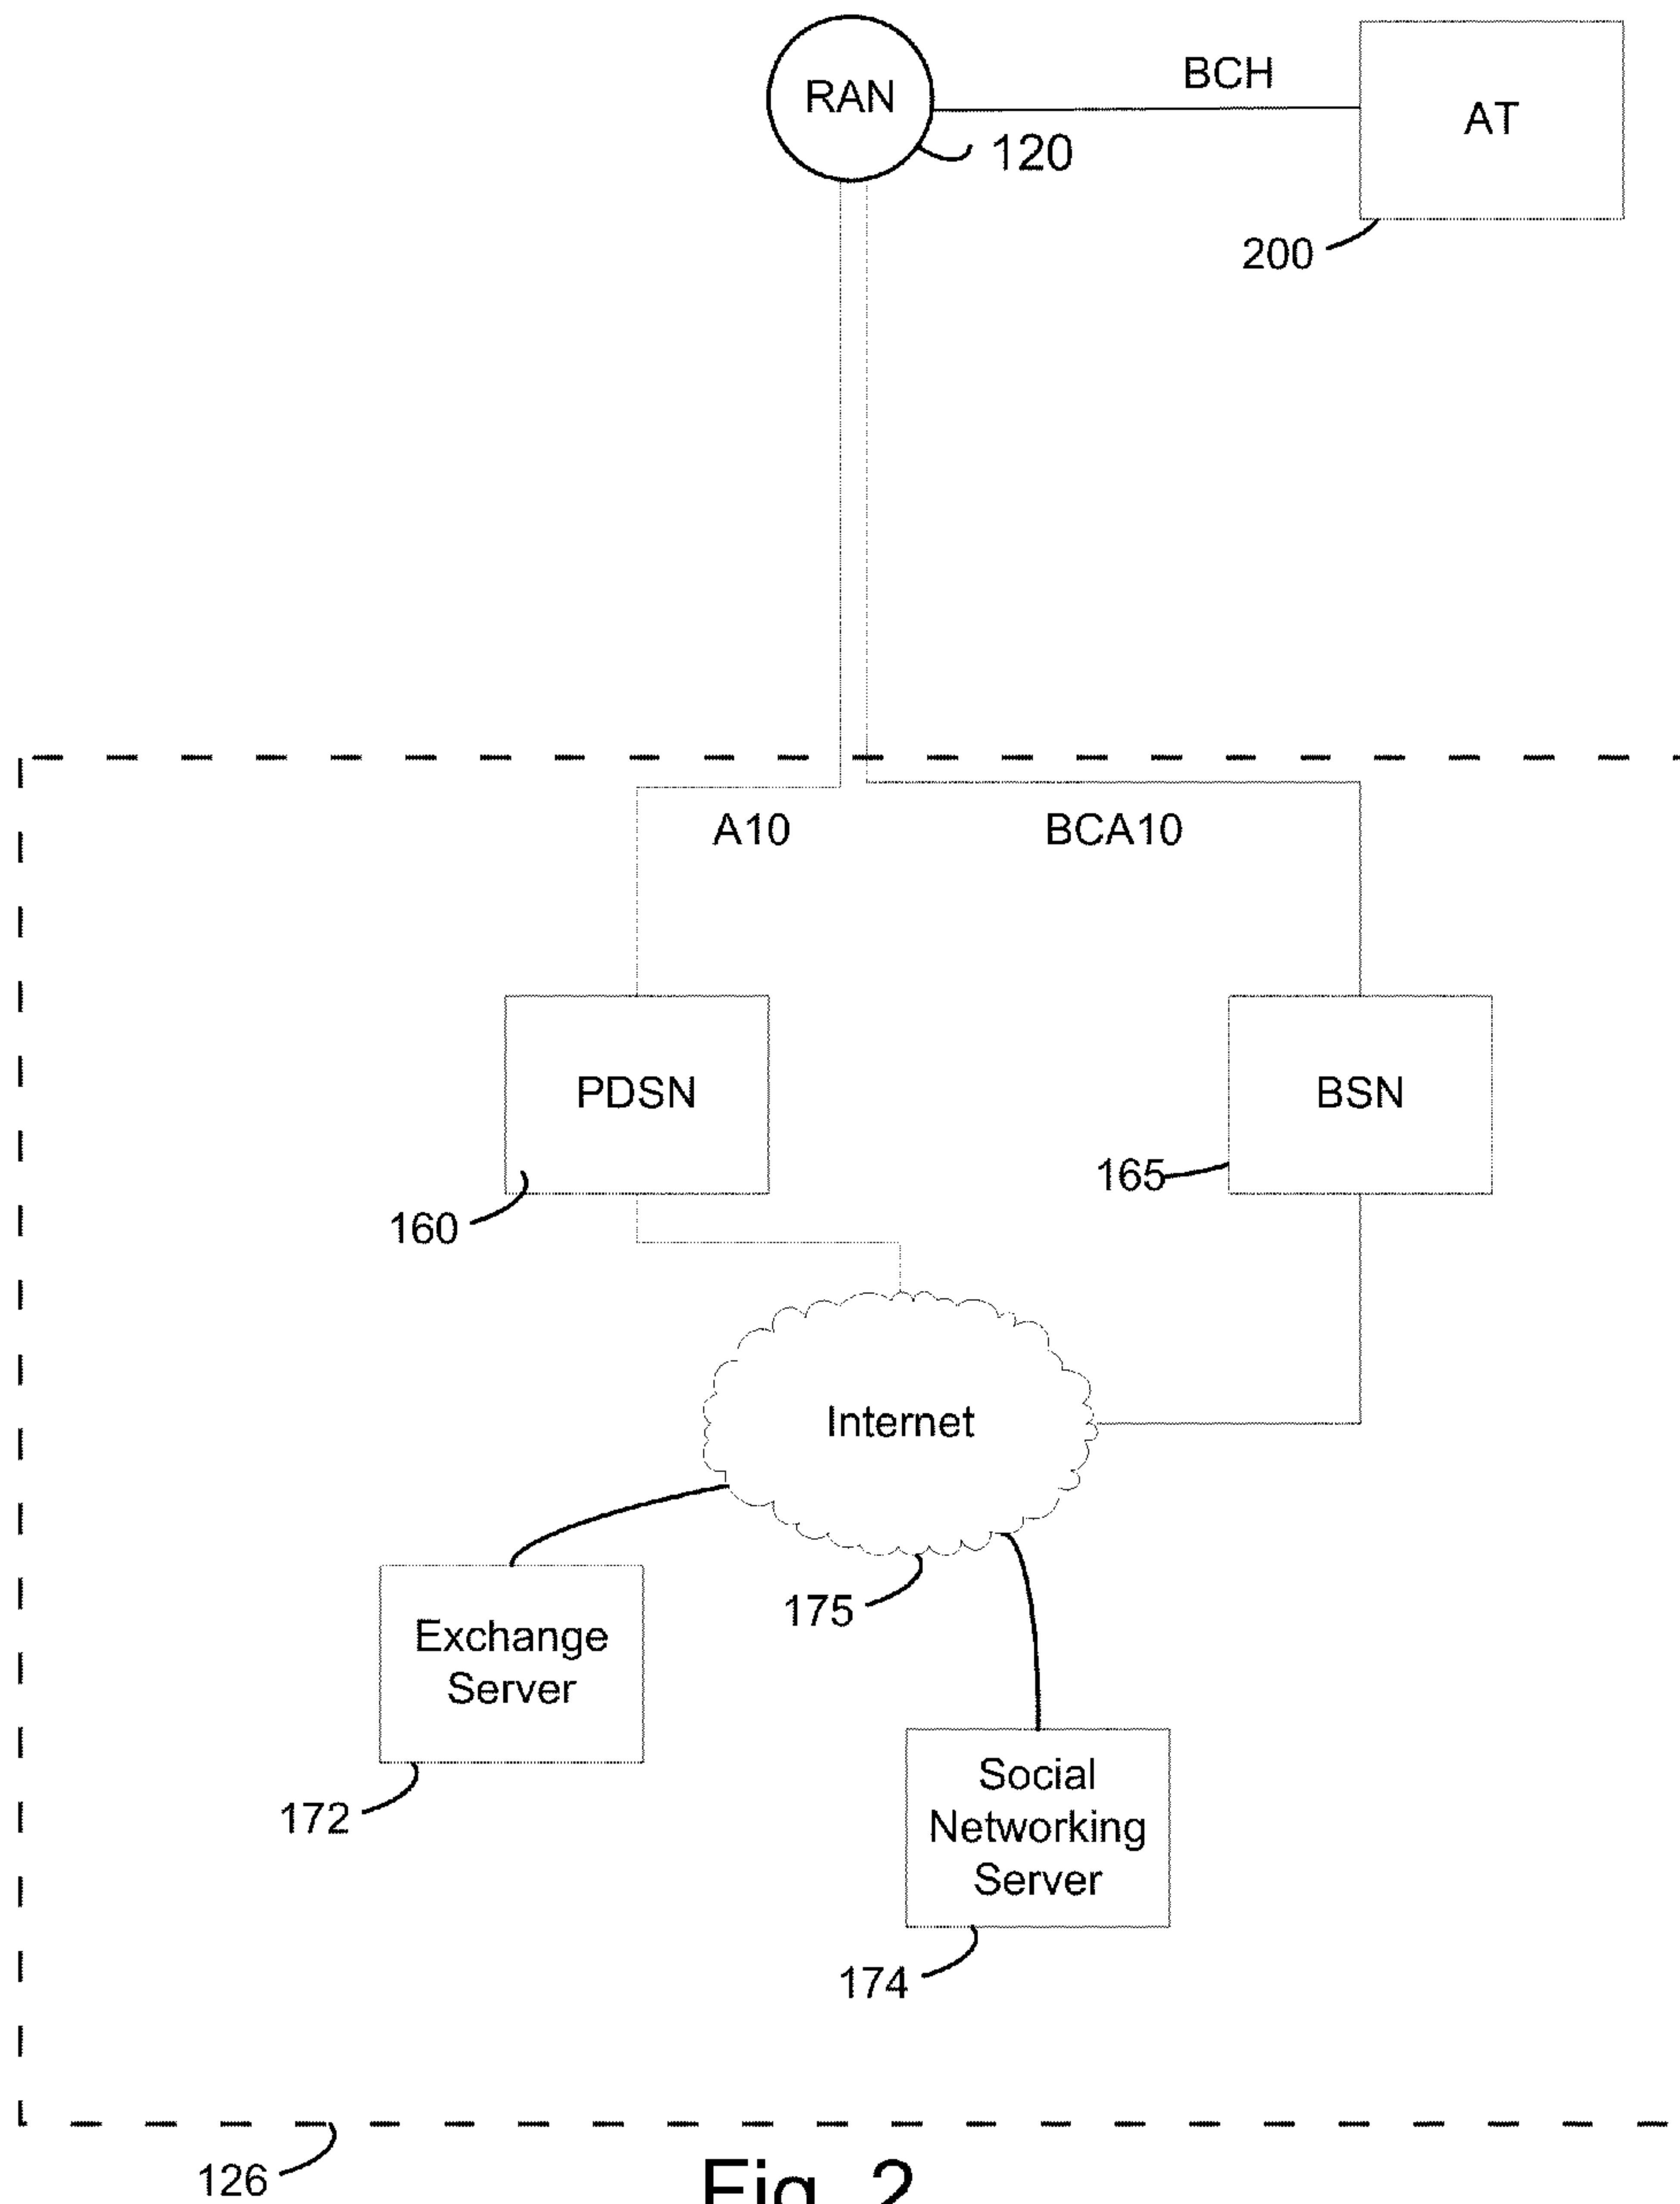 RAN
BCH
AT
120
200
A10
BCA10
PDSN
BSN
160
165
Internet
175
Exchange
Server
172
Social
Networking
Server
174
126
Fig. 2